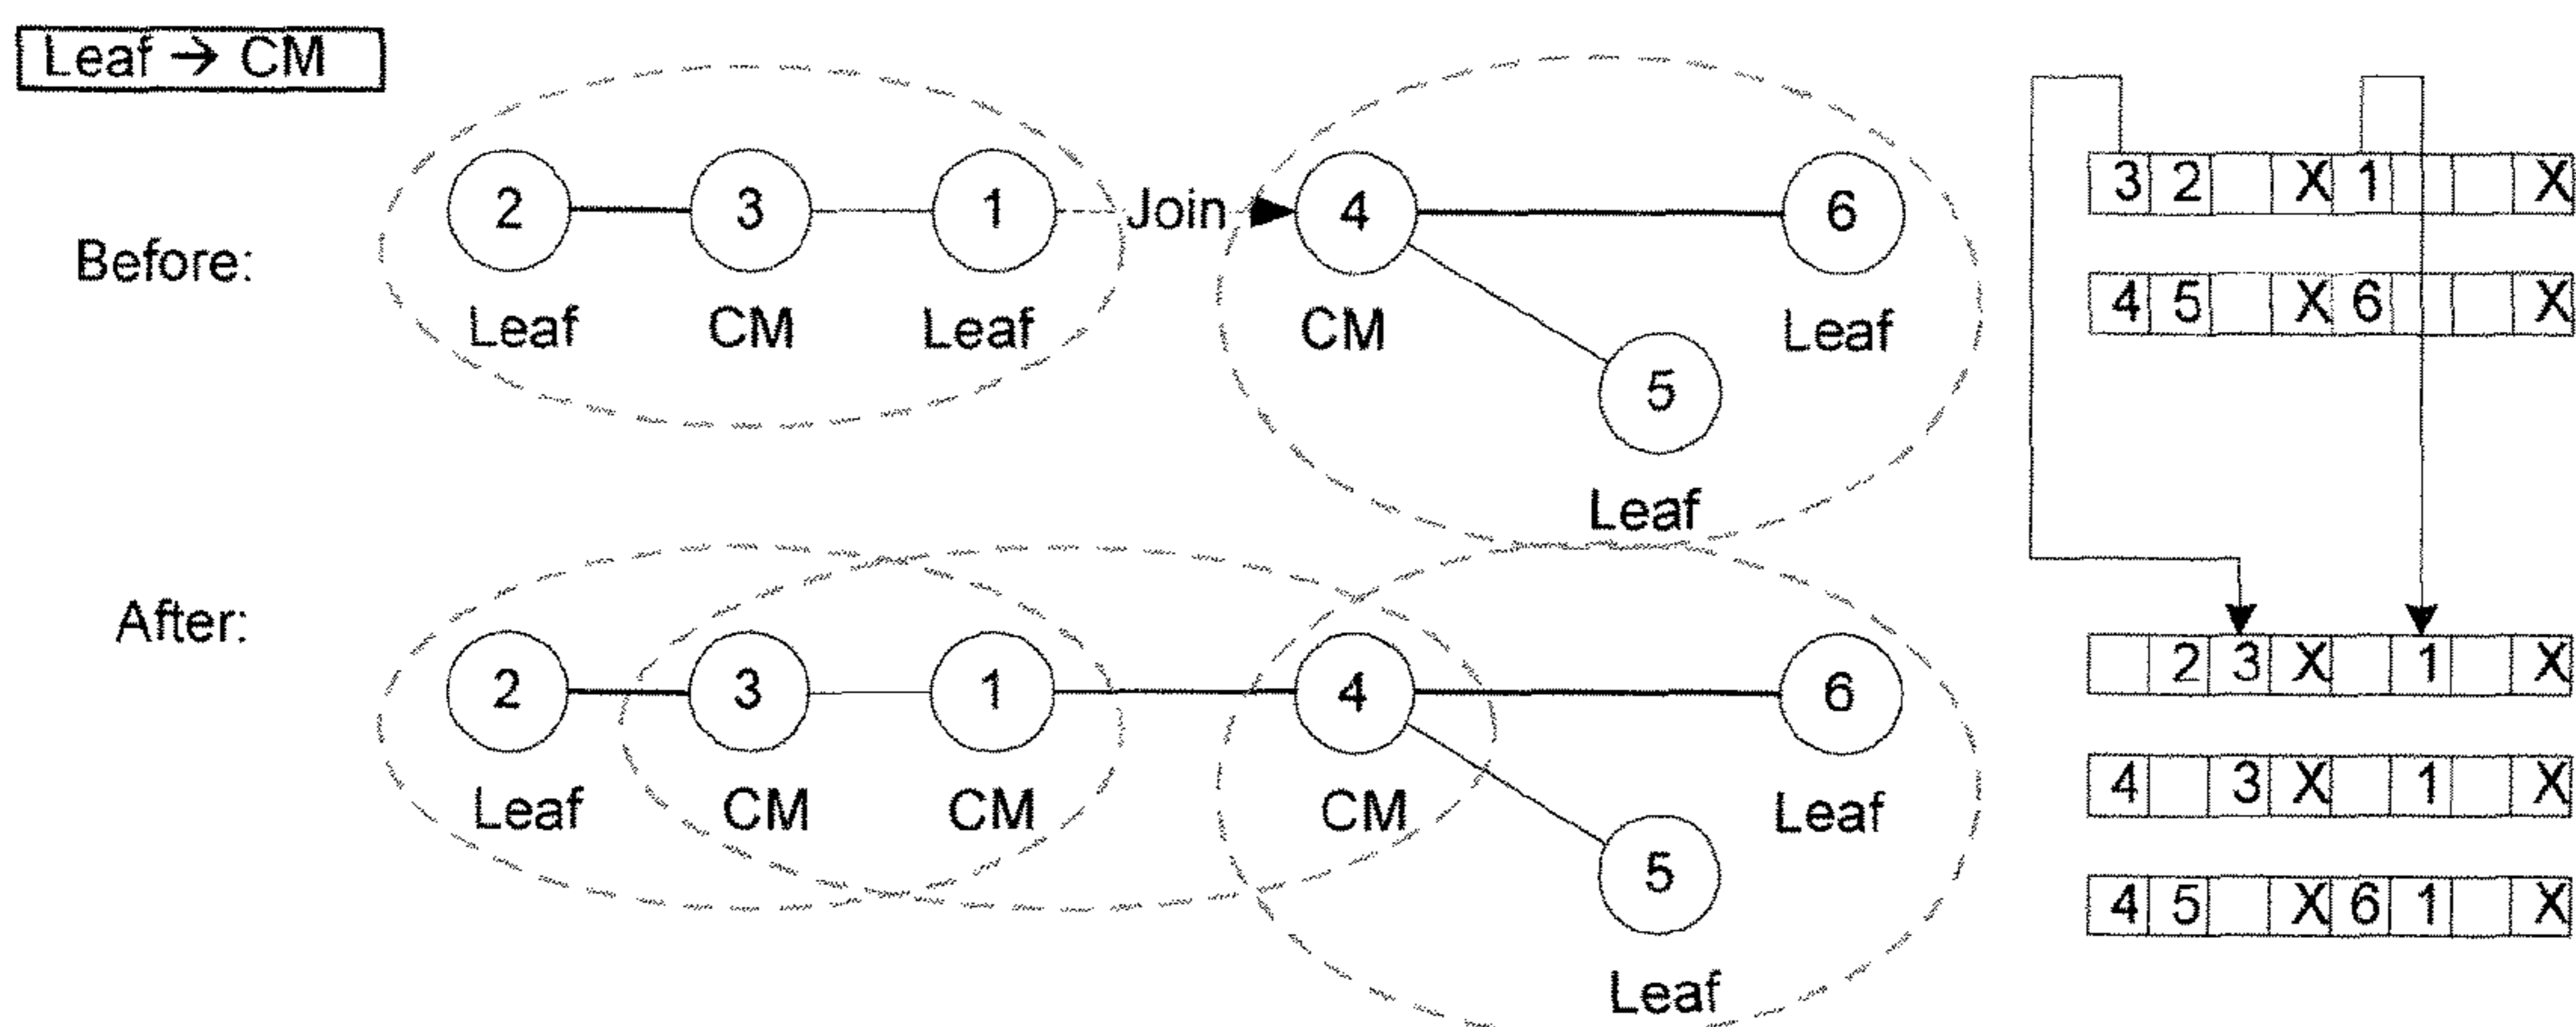 Leaf → CM
Before:
2 3 1 Join 4 6
Leaf CM Leaf CM Leaf
5
Leaf
3 2 X 1 X
4 5 X 6 X
After:
2 3 1 4 6
Leaf CM CM CM Leaf
5
Leaf
2 3 X 1 X
4 3 X 1 X
4 5 X 6 1 X